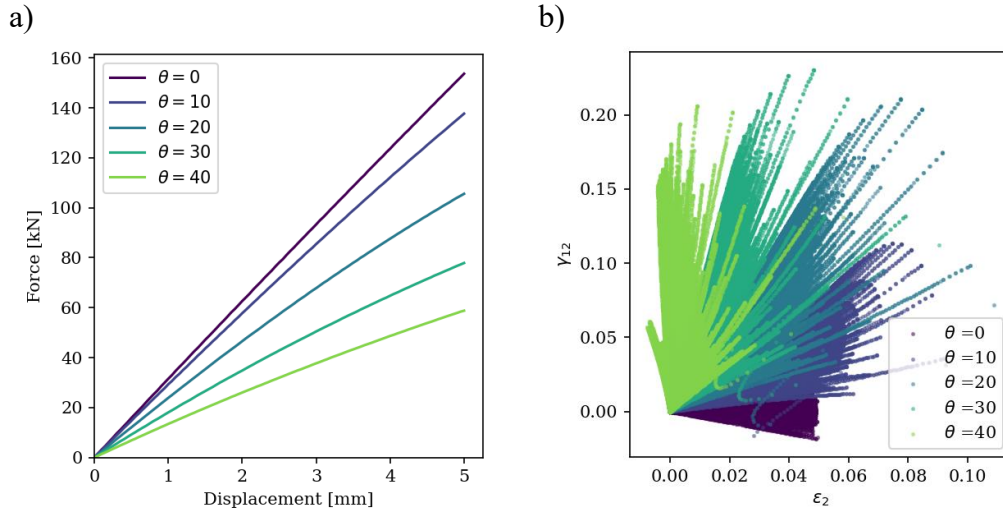 a)
160
140
120
100
80
60
40
20
0
Force [kN]
θ = 0
θ = 10
θ = 20
θ = 30
θ = 40
0 1 2 3 4 5
Displacement [mm]
b)
0.20
0.15
0.10
0.05
0.00
γ₁₂
θ =0
θ =10
θ =20
θ =30
θ =40
0.00 0.02 0.04 0.06 0.08 0.10
ε₂